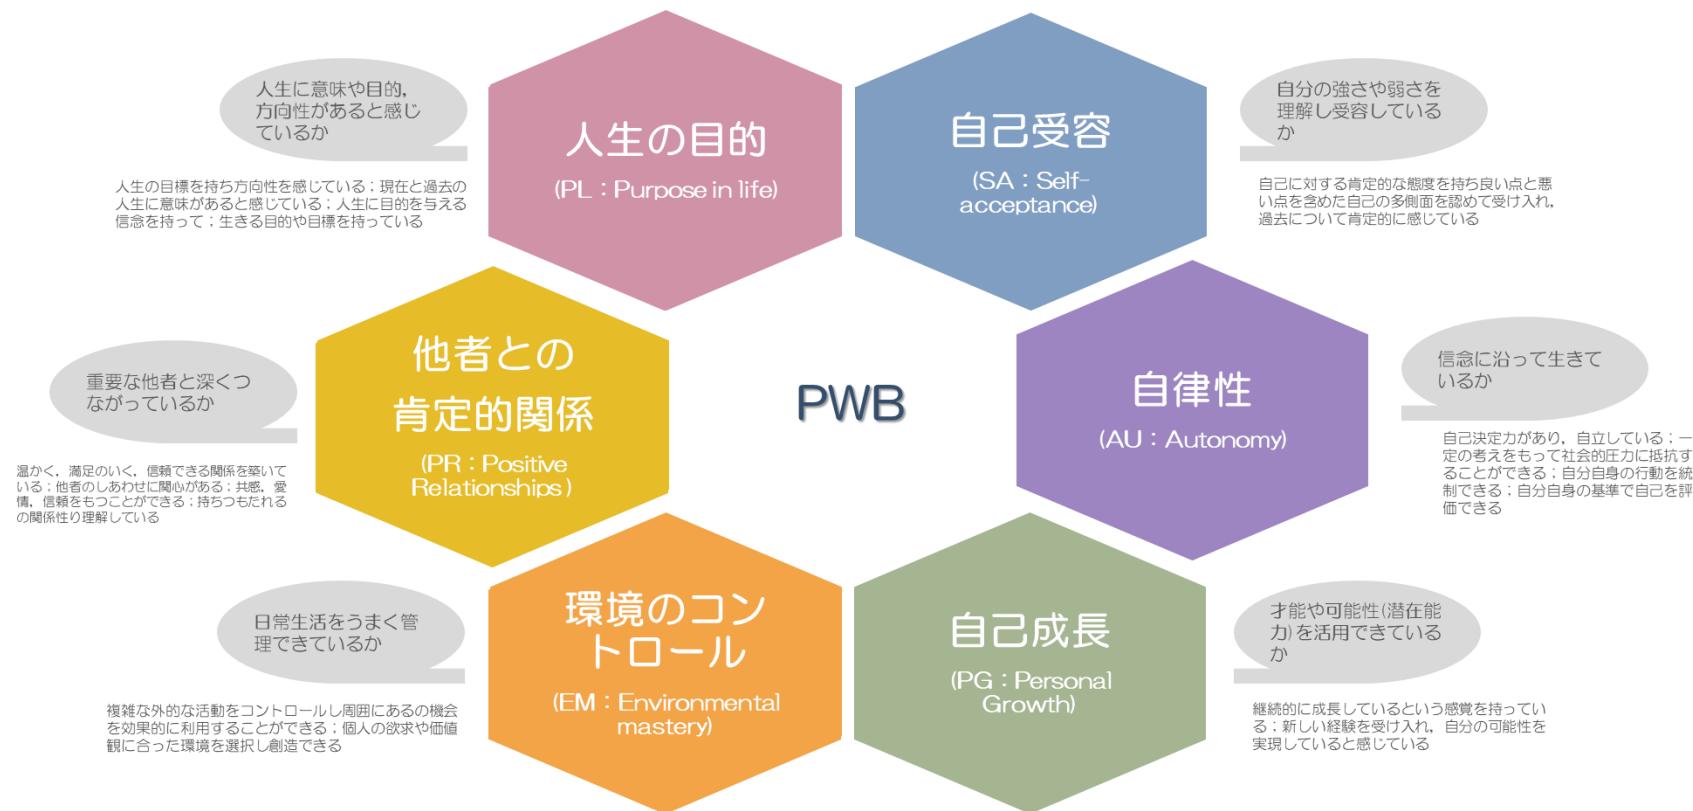 人生に意味や目的,
方向性があると感じ
ているか
人生の目標を持ち方向性を感じている；現在と過去の
人生に意味があると感じている；人生に目的を与える
信念を持って；生きる目的や目標を持っている
人生の目的
(PL：Purpose in life)
自己受容
(SA：Self-
acceptance)
自分の強さや弱さを
理解し受容している
か
自己に対する肯定的な態度を持ち良い点と悪
い点を含めた自己の多側面を認めて受け入れ,
過去について肯定的に感じている
重要な他者と深くつ
ながっているか
温かく，満足のいく，信頼できる関係を築いて
いる；他者のしあわせに関心がある；共感，愛
情，信頼をもつことができる；持ちつもたれる
の関係性り理解している
他者との
肯定的関係
(PR：Positive
Relationships)
PWB
自律性
(AU：Autonomy)
信念に沿って生きて
いるか
自己決定力があり，自立している；一
定の考えをもって社会的圧力に抵抗す
ることができる；自分自身の行動を統
制できる；自分自身の基準で自己を評
価できる
日常生活をうまく管
理できているか
複雑な外的な活動をコントロールし周囲にあるの機会
を効果的に利用することができる；個人の欲求や価値
観に合った環境を選択し創造できる
環境のコン
トロール
(EM：Environmental
mastery)
自己成長
(PG：Personal
Growth)
才能や可能性(潜在能
力)を活用できている
か
継続的に成長しているという感覚を持ってい
る；新しい経験を受け入れ，自分の可能性を
実現していると感じている